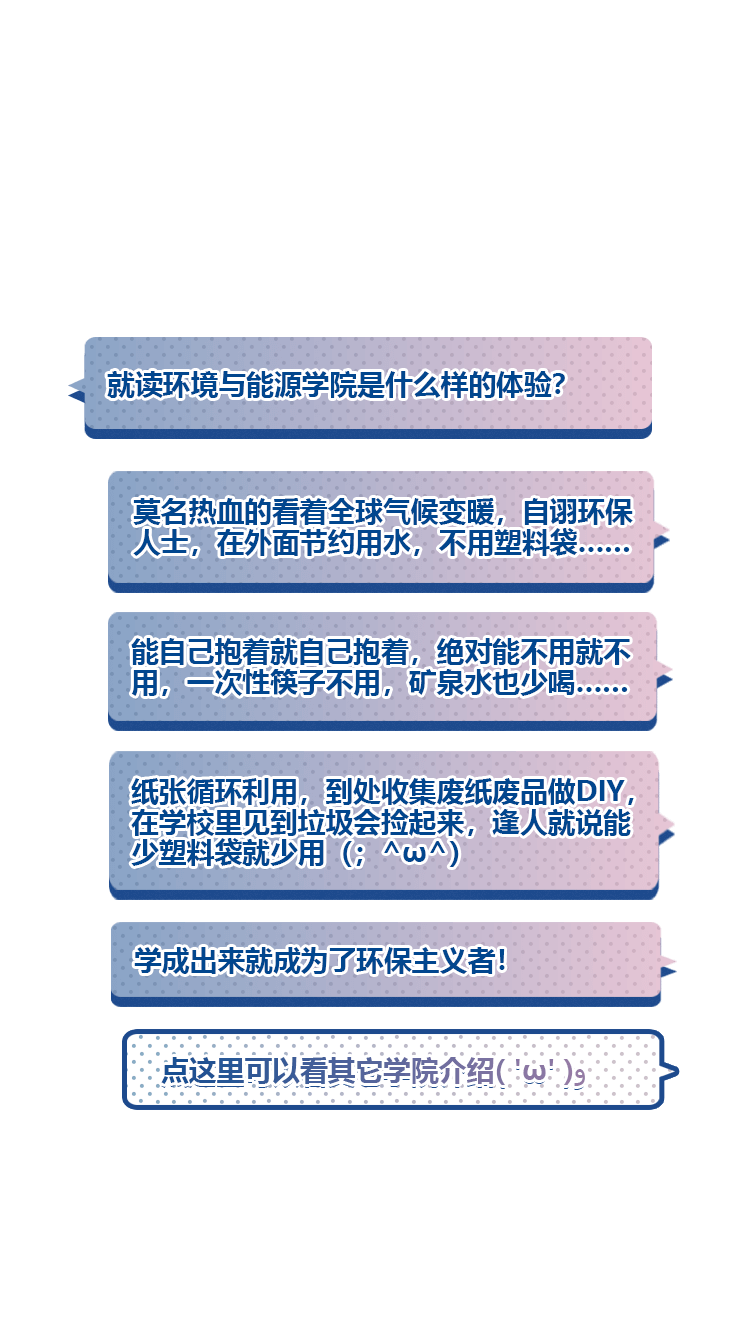 就读环境与能源学院是什么样的体验？
莫名热血的看着全球气候变暖，自诩环保
人士，在外面节约用水，不用塑料袋……
能自己抱着就自己抱着，绝对能不用就不
用，一次性筷子不用，矿泉水也少喝……
纸张循环利用，到处收集废纸废品做DIY，
在学校里见到垃圾会捡起来，逢人就说能
少塑料袋就少用（；^ω^）
学成出来就成为了环保主义者！
点这里可以看其它学院介绍( 'ω' )و